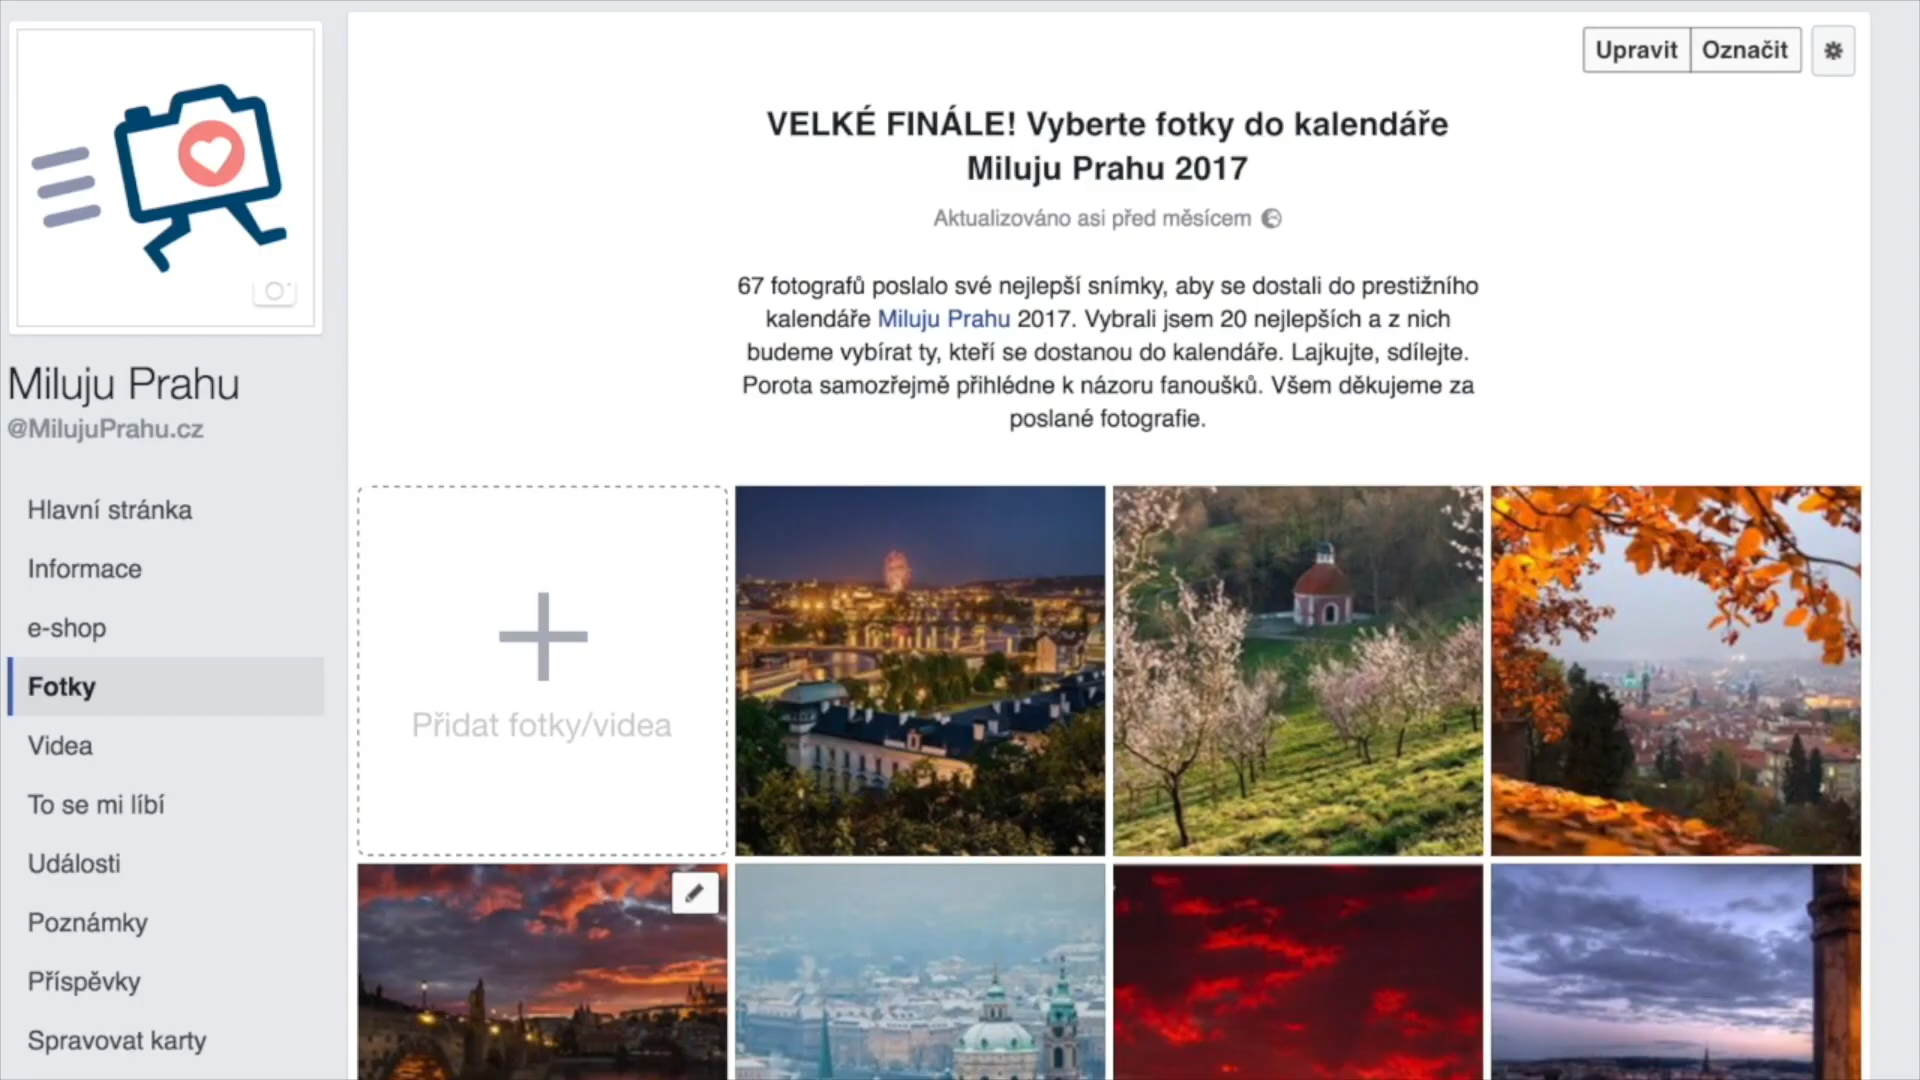 Upravit
Označit
VELKÉ FINÁLE! Vyberte fotky do kalendáře
Miluju Prahu 2017
Aktualizováno asi před měsícem
67 fotografů poslalo své nejlepší snímky, aby se dostali do prestižního
kalendáře Miluju Prahu 2017. Vybrali jsem 20 nejlepších a z nich
budeme vybírat ty, kteří se dostanou do kalendáře. Lajkujte, sdílejte.
Porota samozřejmě přihlédne k názoru fanoušků. Všem děkujeme za
poslané fotografie.
Miluju Prahu
@MilujuPrahu.cz
Hlavní stránka
Informace
e-shop
Fotky
Videa
To se mi líbí
Události
Poznámky
Příspěvky
Spravovat karty
Přidat fotky/videa